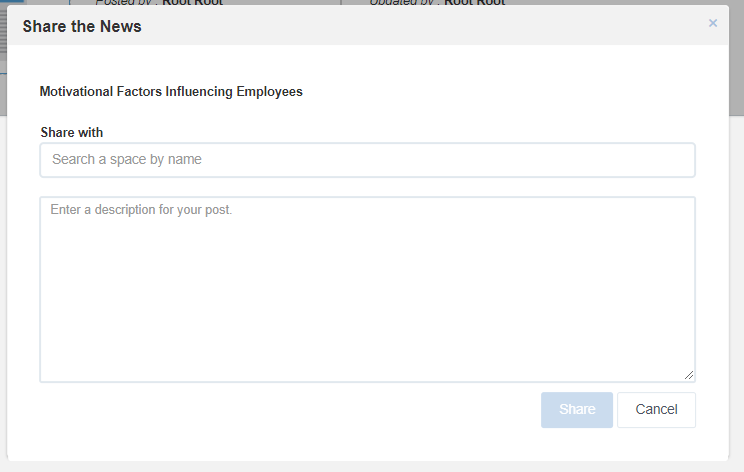 Posted by : Root Root
Updated by : Root Root
Share the News
×
Motivational Factors Influencing Employees
Share with
Search a space by name
Enter a description for your post.
Share
Cancel